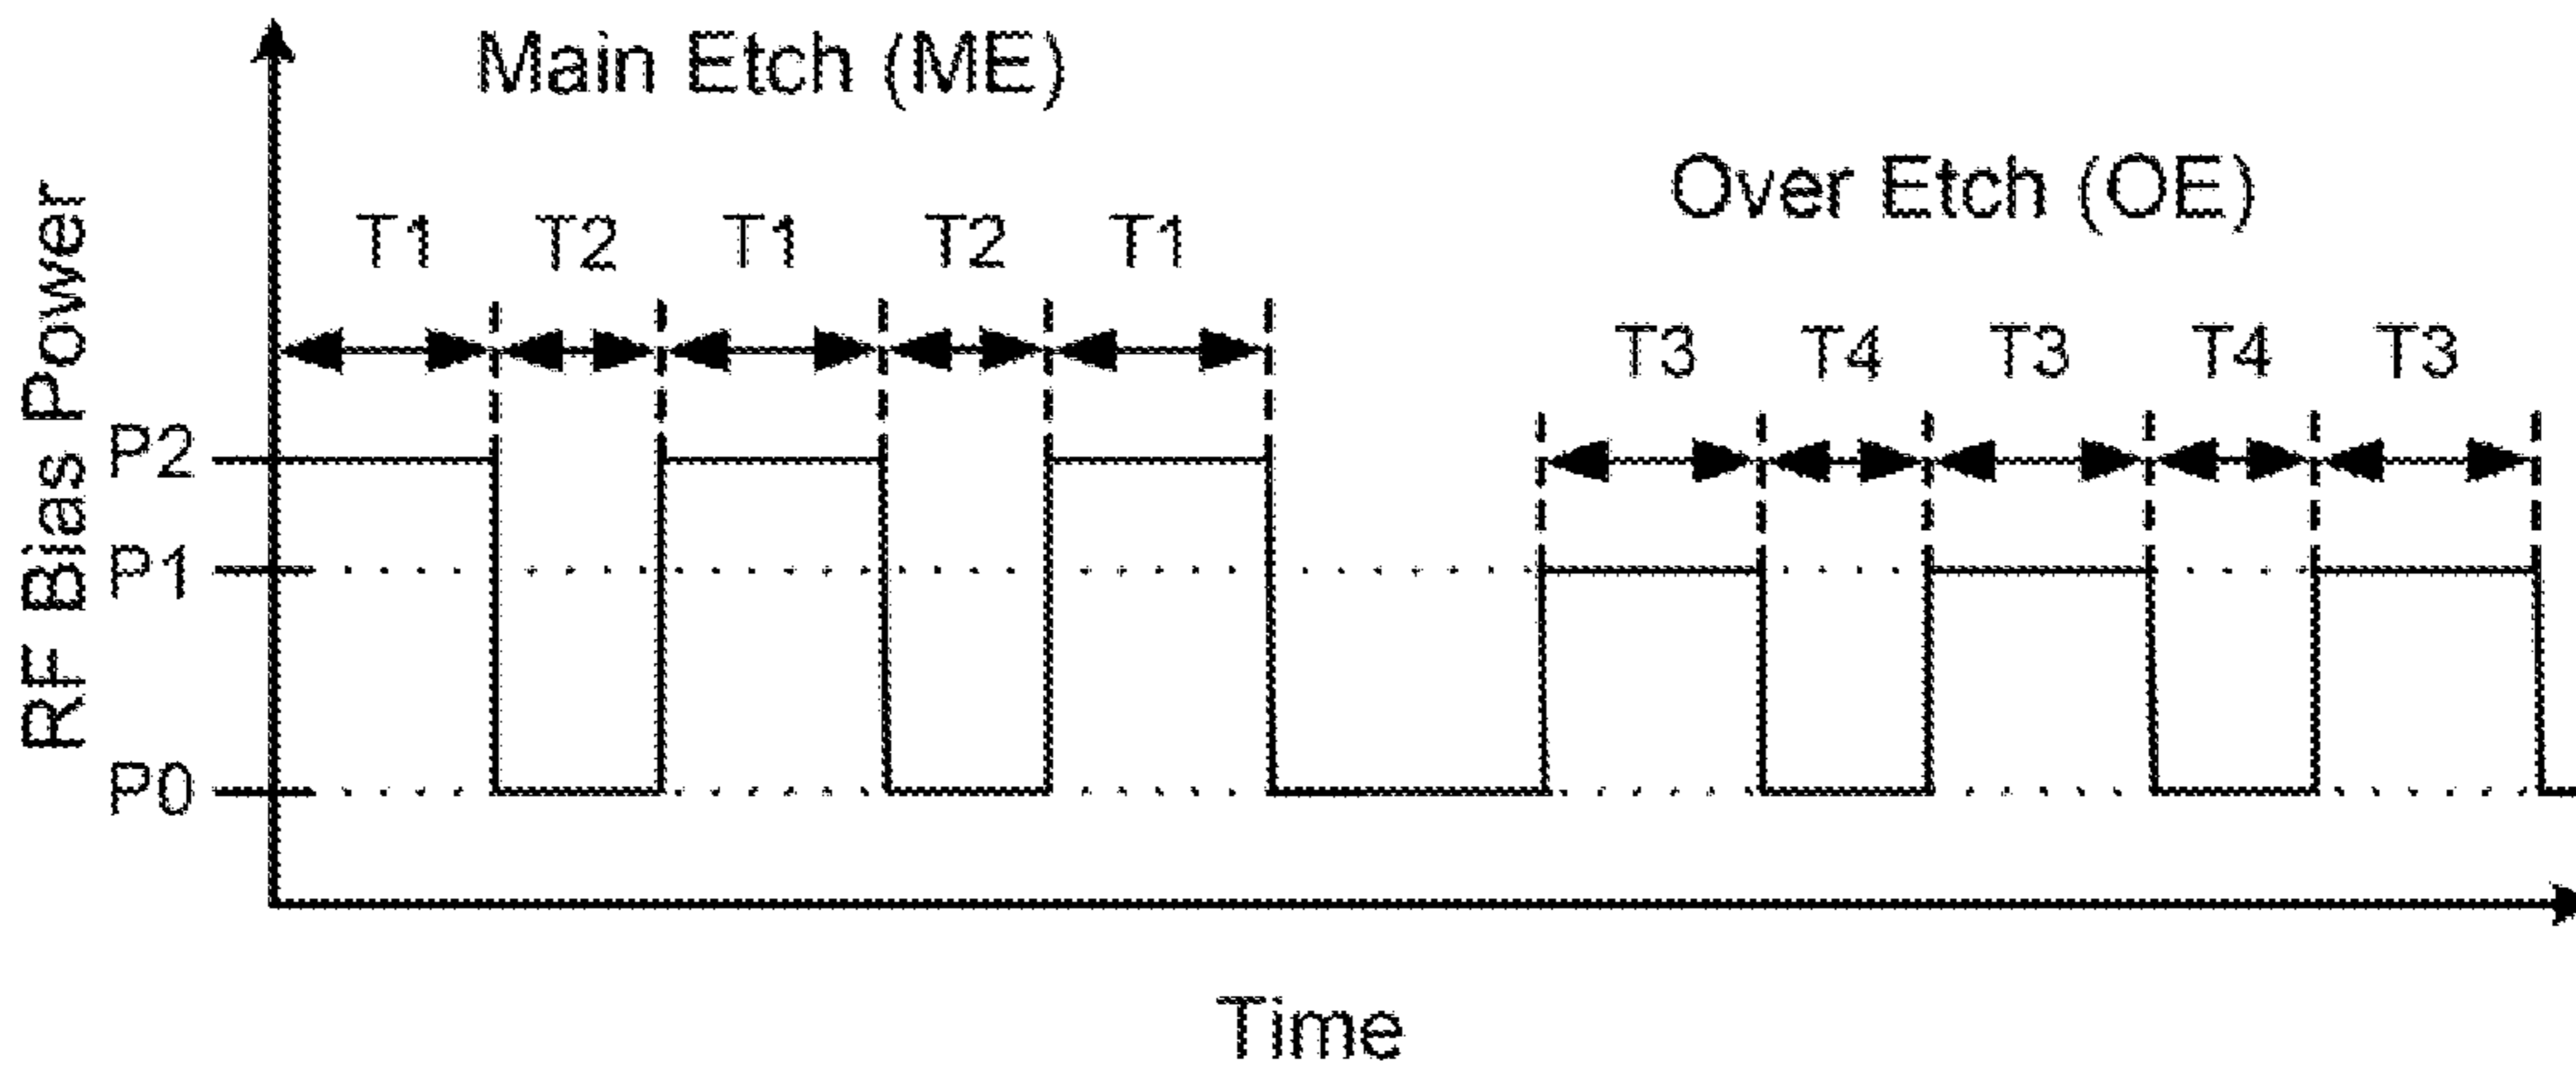 Main Etch (ME)
Over Etch (OE)
T1 T2 T1 T2 T1
T3 T4 T3 T4 T3
RF Bias Power
P2
P1
P0
Time